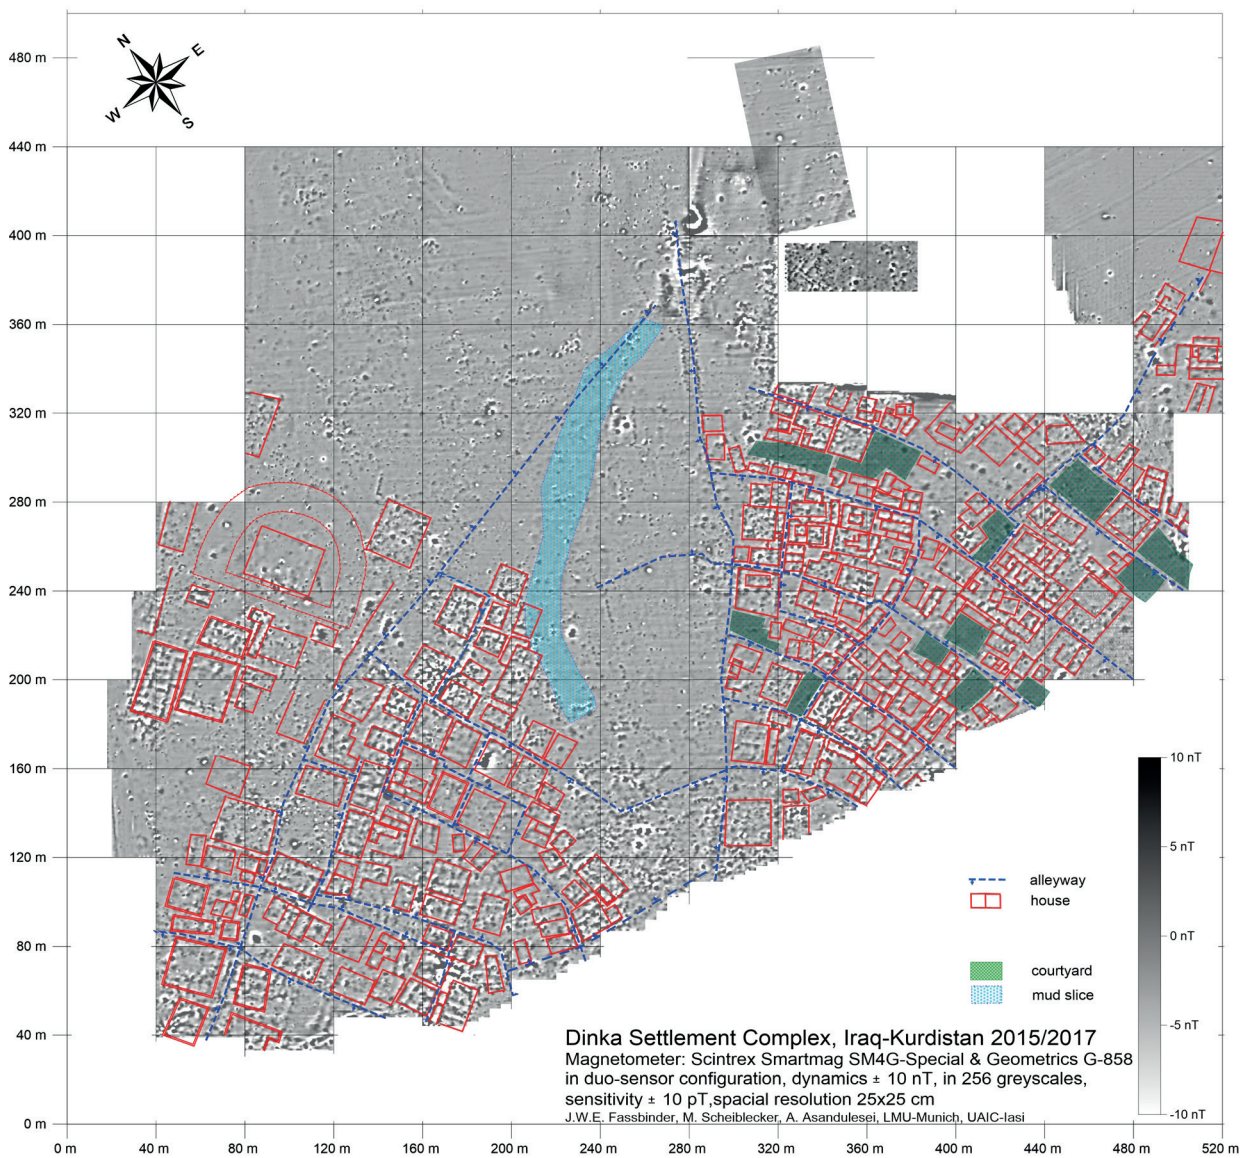 N
E
W
S
480 m
440 m
400 m
360 m
320 m
280 m
240 m
200 m
160 m
120 m
80 m
40 m
0 m
10 nT
5 nT
0 nT
-5 nT
-10 nT
alleyway
house
courtyard
mud slice
Dinka Settlement Complex, Iraq-Kurdistan 2015/2017
Magnetometer: Scintrex Smartmag SM4G-Special & Geometrics G-858
in duo-sensor configuration, dynamics ± 10 nT, in 256 greyscales,
sensitivity ± 10 pT,spacial resolution 25x25 cm
J.W.E. Fassbinder, M. Scheiblecker, A. Asandulesei, LMU-Munich, UAIC-Iasi
0 m 40 m 80 m 120 m 160 m 200 m 240 m 280 m 320 m 360 m 400 m 440 m 480 m 520 m